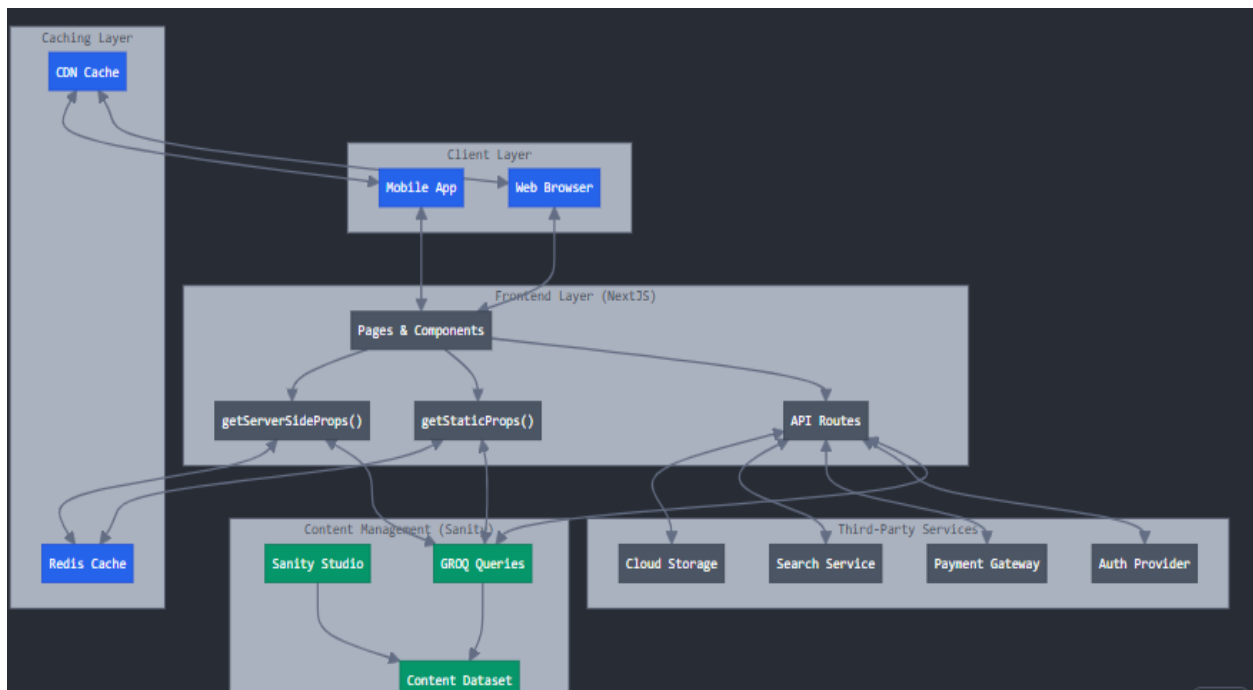 Caching Layer
CDN Cache
Client Layer
Mobile App
Web Browser
Frontend Layer (NextJS)
Pages & Components
getServerSideProps()
getStaticProps()
API Routes
Content Management (Sanity)
Third-Party Services
Redis Cache
Sanity Studio
GROQ Queries
Cloud Storage
Search Service
Payment Gateway
Auth Provider
Content Dataset